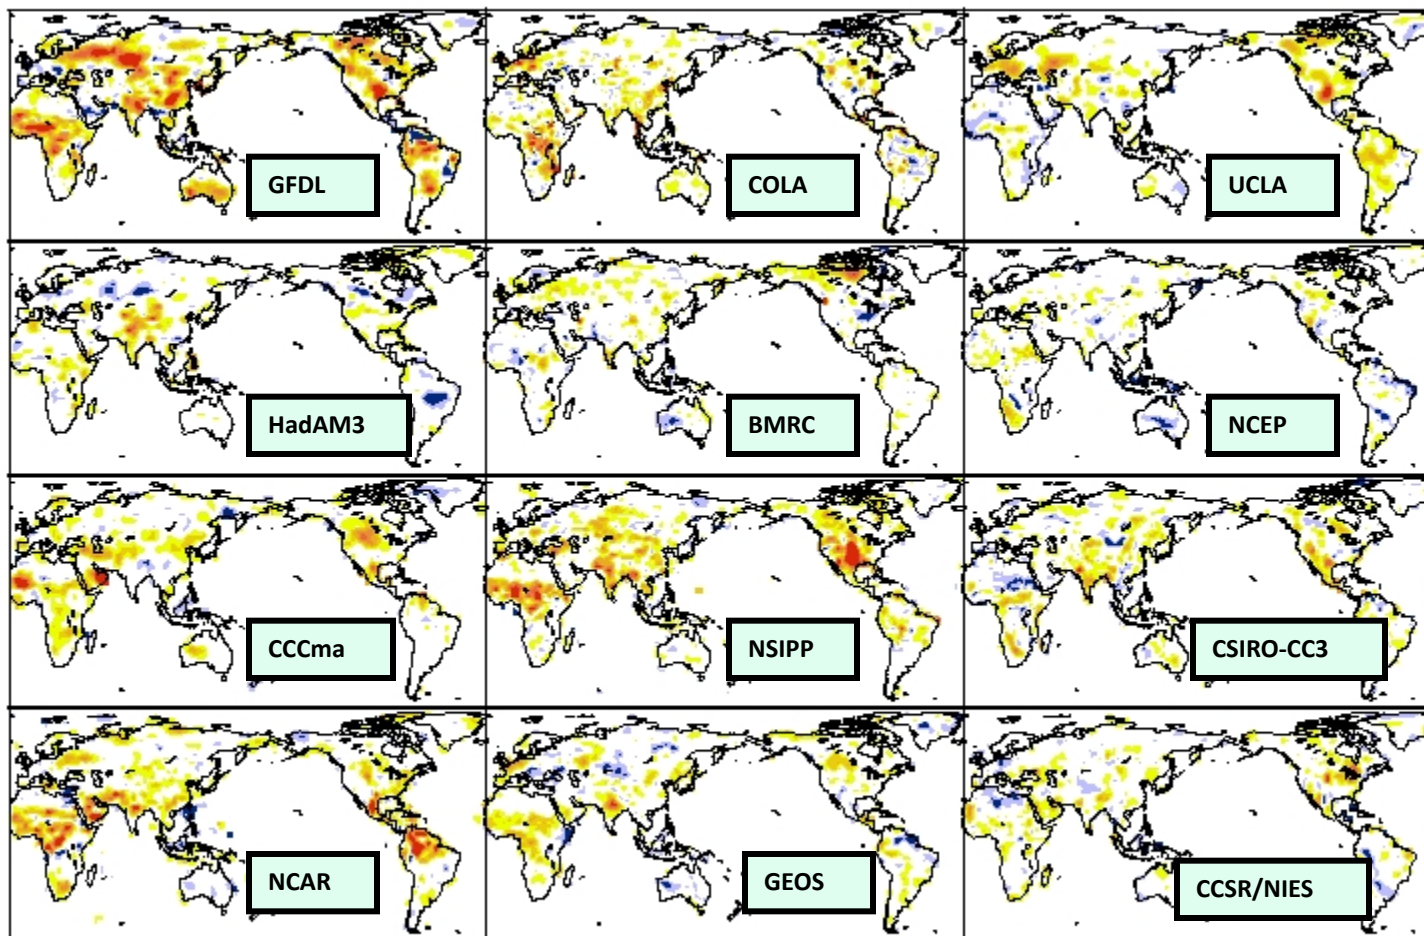 GFDL
COLA
UCLA
HadAM3
BMRC
NCEP
CCCma
NSIPP
CSIRO-CC3
NCAR
GEOS
CCSR/NIES